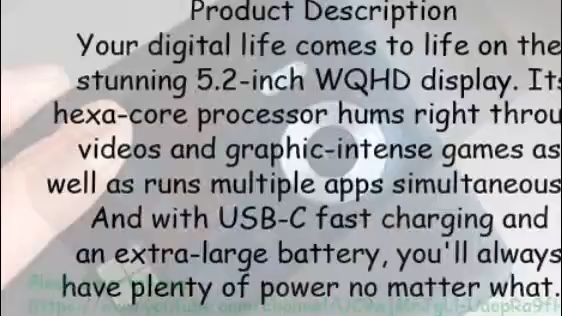 Product Description
Your digital life comes to life on the
stunning 5.2-inch WQHD display. Its
hexa-core processor hums right throu
videos and graphic-intense games as
well as runs multiple apps simultaneous
And with USB-C fast charging and
an extra-large battery, you'll always
have plenty of power no matter what.